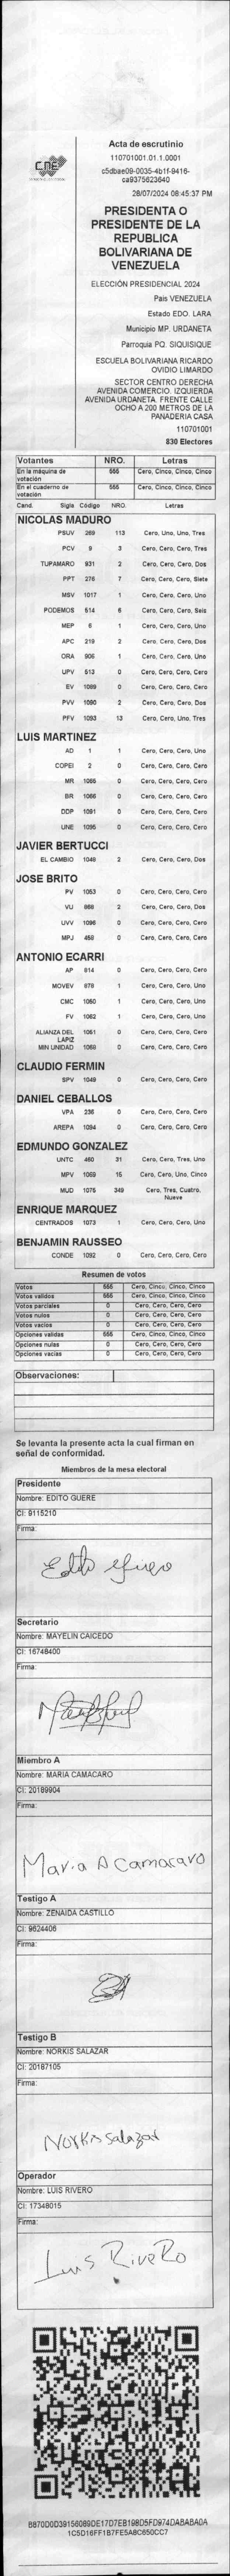 CNE
Acta de escrutinio
110701001.01.1.0001
c5dbae09-0035-4b1f-9416-
ca9375623640
28/07/2024 08:45:37 PM
PRESIDENTA O
PRESIDENTE DE LA
REPUBLICA
BOLIVARIANA DE
VENEZUELA
ELECCIÓN PRESIDENCIAL 2024
Pais VENEZUELA
Estado EDO. LARA
Municipio MP. URDANETA
Parroquia PQ. SIQUISIQUE
ESCUELA BOLIVARIANA RICARDO
OVIDIO LIMARDO
SECTOR CENTRO DERECHA
AVENIDA COMERCIO. IZQUIERDA
AVENIDA URDANETA. FRENTE CALLE
OCHO A 200 METROS DE LA
PANADERIA CASA
110701001
830 Electores
Votantes NRO. Letras
En la máquina de votación 555 Cero, Cinco, Cinco, Cinco
En el cuaderno de votación 555 Cero, Cinco, Cinco, Cinco
Cand. Sigla Código NRO. Letras
NICOLAS MADURO
PSUV 269 113 Cero, Uno, Uno, Tres
PCV 9 3 Cero, Cero, Cero, Tres
TUPAMARO 931 2 Cero, Cero, Cero, Dos
PPT 276 7 Cero, Cero, Cero, Siete
MSV 1017 1 Cero, Cero, Cero, Uno
PODEMOS 514 6 Cero, Cero, Cero, Seis
MEP 6 1 Cero, Cero, Cero, Uno
APC 219 2 Cero, Cero, Cero, Dos
ORA 906 1 Cero, Cero, Cero, Uno
UPV 513 0 Cero, Cero, Cero, Cero
EV 1089 0 Cero, Cero, Cero, Cero
PVV 1090 2 Cero, Cero, Cero, Dos
PFV 1093 13 Cero, Cero, Uno, Tres
LUIS MARTINEZ
AD 1 1 Cero, Cero, Cero, Uno
COPEI 2 0 Cero, Cero, Cero, Cero
MR 1065 0 Cero, Cero, Cero, Cero
BR 1066 0 Cero, Cero, Cero, Cero
DDP 1091 0 Cero, Cero, Cero, Cero
UNE 1095 0 Cero, Cero, Cero, Cero
JAVIER BERTUCCI
EL CAMBIO 1048 2 Cero, Cero, Cero, Dos
JOSE BRITO
PV 1053 0 Cero, Cero, Cero, Cero
VU 868 2 Cero, Cero, Cero, Dos
UVV 1096 0 Cero, Cero, Cero, Cero
MPJ 458 0 Cero, Cero, Cero, Cero
ANTONIO ECARRI
AP 814 0 Cero, Cero, Cero, Cero
MOVEV 879 1 Cero, Cero, Cero, Uno
CMC 1060 1 Cero, Cero, Cero, Uno
FV 1062 1 Cero, Cero, Cero, Uno
ALIANZA DEL LAPIZ 1061 0 Cero, Cero, Cero, Cero
MIN UNIDAD 1068 0 Cero, Cero, Cero, Cero
CLAUDIO FERMIN
SPV 1049 0 Cero, Cero, Cero, Cero
DANIEL CEBALLOS
VPA 236 0 Cero, Cero, Cero, Cero
AREPA 1094 0 Cero, Cero, Cero, Cero
EDMUNDO GONZALEZ
UNTC 460 31 Cero, Cero, Tres, Uno
MPV 1069 15 Cero, Cero, Uno, Cinco
MUD 1075 349 Cero, Tres, Cuatro,
Nueve
ENRIQUE MARQUEZ
CENTRADOS 1073 1 Cero, Cero, Cero, Uno
BENJAMIN RAUSSEO
CONDE 1092 0 Cero, Cero, Cero, Cero
Resumen de votos
Votos 555 Cero, Cinco, Cinco, Cinco
Votos validos 555 Cero, Cinco, Cinco, Cinco
Votos parciales 0 Cero, Cero, Cero, Cero
Votos nulos 0 Cero, Cero, Cero, Cero
Votos vacios 0 Cero, Cero, Cero, Cero
Opciones validas 555 Cero, Cinco, Cinco, Cinco
Opciones nulas 0 Cero, Cero, Cero, Cero
Opciones vacias 0 Cero, Cero, Cero, Cero
Observaciones:
Se levanta la presente acta la cual firman en
señal de conformidad.
Miembros de la mesa electoral
Presidente
Nombre: EDITO GUERE
CI: 9115210
Firma:
Edito Guere
Secretario
Nombre: MAYELIN CAICEDO
CI: 16748400
Firma:
Miembro A
Nombre: MARIA CAMACARO
CI: 20189904
Firma:
Maria A Camacaro
Testigo A
Nombre: ZENAIDA CASTILLO
CI: 9624406
Firma:
Testigo B
Nombre: NORKIS SALAZAR
CI: 20187105
Firma:
Norkis Salazar
Operador
Nombre: LUIS RIVERO
CI: 17348015
Firma:
Luis RiveRo
B870D0D39156089DE17D7EB198D5FD974DABABA0A
1C5D16FF1B7FE5A8C650CC7